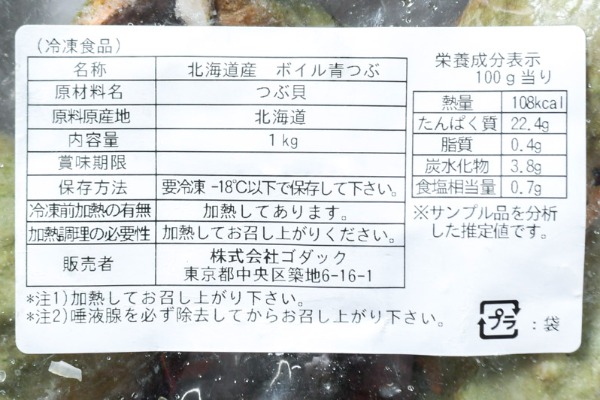 （冷凍食品）
名称 北海道産 ボイル青つぶ
原材料名 つぶ貝
原料原産地 北海道
内容量 1kg
賞味期限
保存方法 要冷凍 -18℃以下で保存して下さい。
冷凍前加熱の有無 加熱してあります。
加熱調理の必要性 加熱してお召し上がりください。
販売者 株式会社ゴダック
東京都中央区築地6-16-1
*注1)加熱してお召し上がり下さい。
*注2)唾液腺を必ず除去してからお召し上がり下さい。
栄養成分表示
100g当り
熱量 108kcal
たんぱく質 22.4g
脂質 0.4g
炭水化物 3.8g
食塩相当量 0.7g
※サンプル品を分析
した推定値です。
プラ : 袋